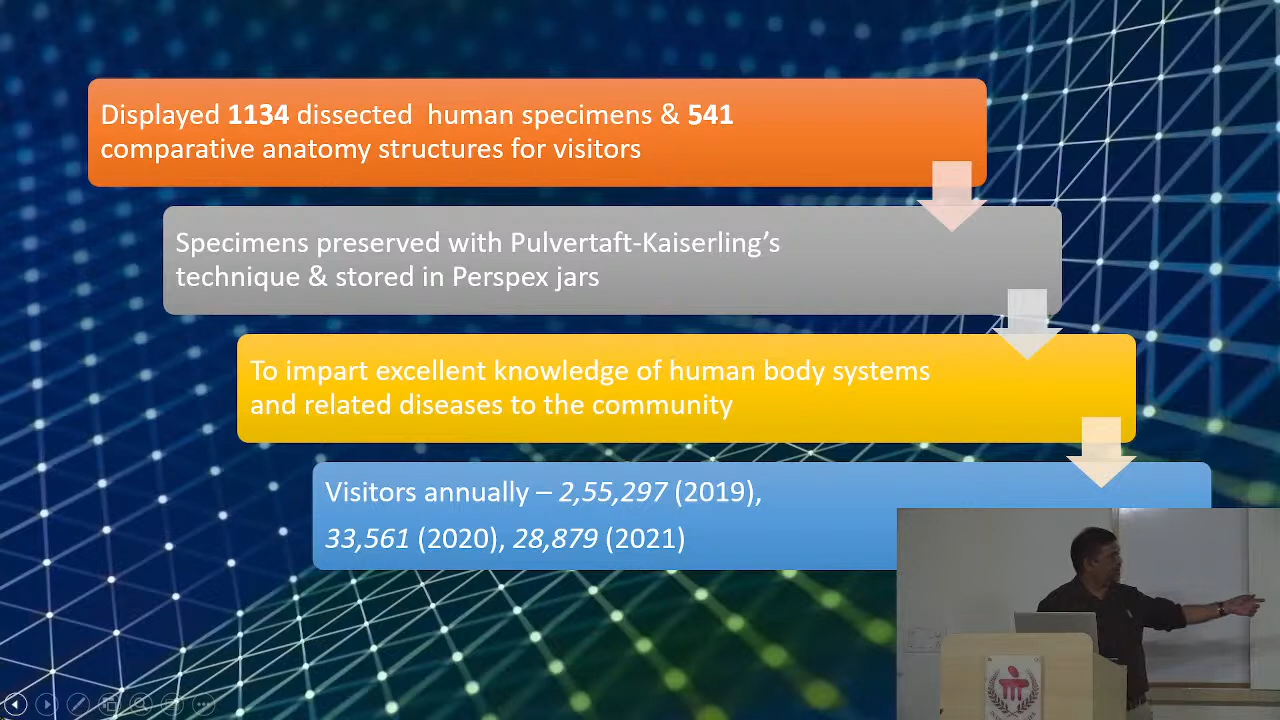 Displayed 1134 dissected human specimens & 541
comparative anatomy structures for visitors
Specimens preserved with Pulvertaft-Kaiserling’s
technique & stored in Perspex jars
To impart excellent knowledge of human body systems
and related diseases to the community
Visitors annually – 2,55,297 (2019),
33,561 (2020), 28,879 (2021)